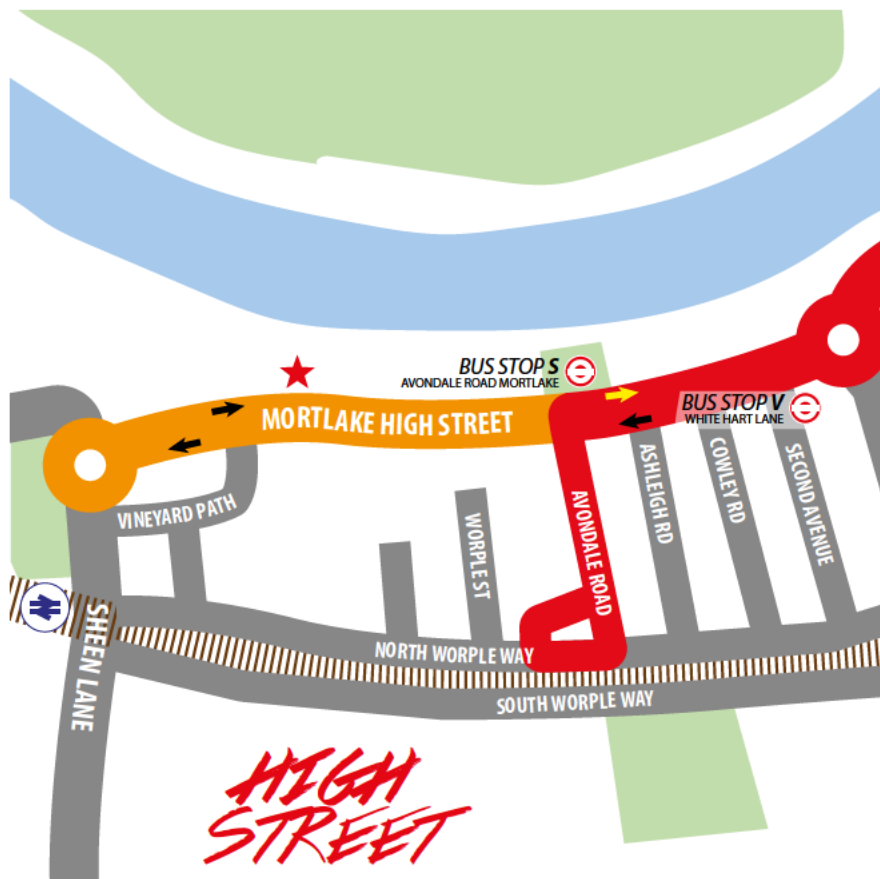 BUS STOP S
AVONDALE ROAD MORTLAKE
MORTLAKE HIGH STREET
BUS STOP V
WHITE HART LANE
VINEYARD PATH
WORPLE ST
AVONDALE ROAD
ASHLEIGH RD
COWLEY RD
SECOND AVENUE
SHEEN LANE
NORTH WORPLE WAY
SOUTH WORPLE WAY
HIGH
STREET